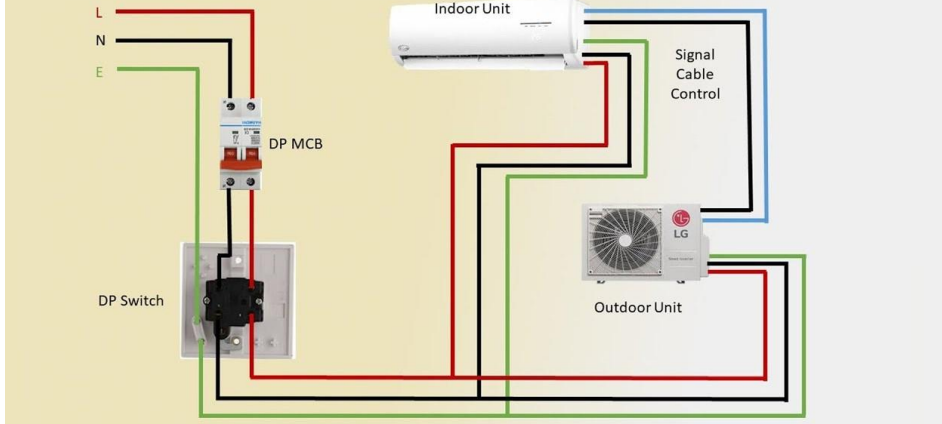 L
N
E
Indoor Unit
Signal
Cable
Control
DP MCB
LG
DP Switch
Outdoor Unit